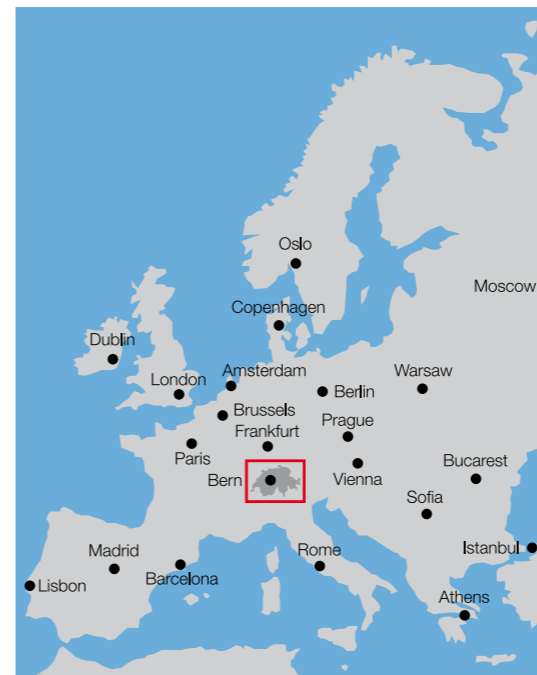 Oslo
Moscow
Copenhagen
Dublin
London
Amsterdam
Warsaw
Berlin
Brussels
Prague
Frankfurt
Paris
Bern
Vienna
Bucarest
Sofia
Istanbul
Madrid
Rome
Barcelona
Lisbon
Athens